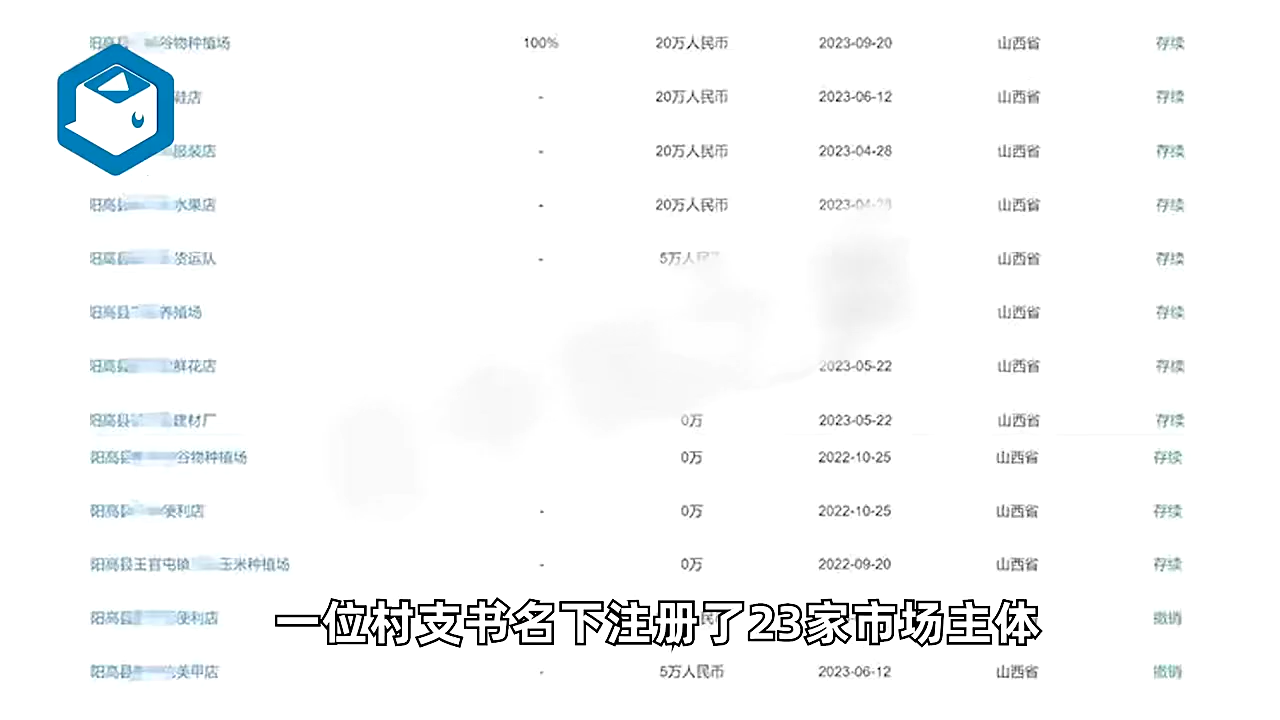 阳高县 谷物种植场 100% 20万人民币 2023-09-20 山西省 存续
鞋店 - 20万人民币 2023-06-12 山西省 存续
服装店 - 20万人民币 2023-04-28 山西省 存续
阳高县 水果店 - 20万人民币 2023-04-28 山西省 存续
阳高县 货运队 - 5万人民 山西省 存续
阳高县 养殖场 山西省 存续
阳高县 鲜花店 2023-05-22 山西省 存续
阳高县 建材厂 0万 2023-05-22 山西省 存续
阳高县 谷物种植场 0万 2022-10-25 山西省 存续
阳高县 便利店 - 0万 2022-10-25 山西省 存续
阳高县王官屯镇 玉米种植场 - 0万 2022-09-20 山西省 存续
阳高县 便利店 撤销
一位村支书名下注册了23家市场主体
阳高县 美甲店 - 5万人民币 2023-06-12 山西省 撤销